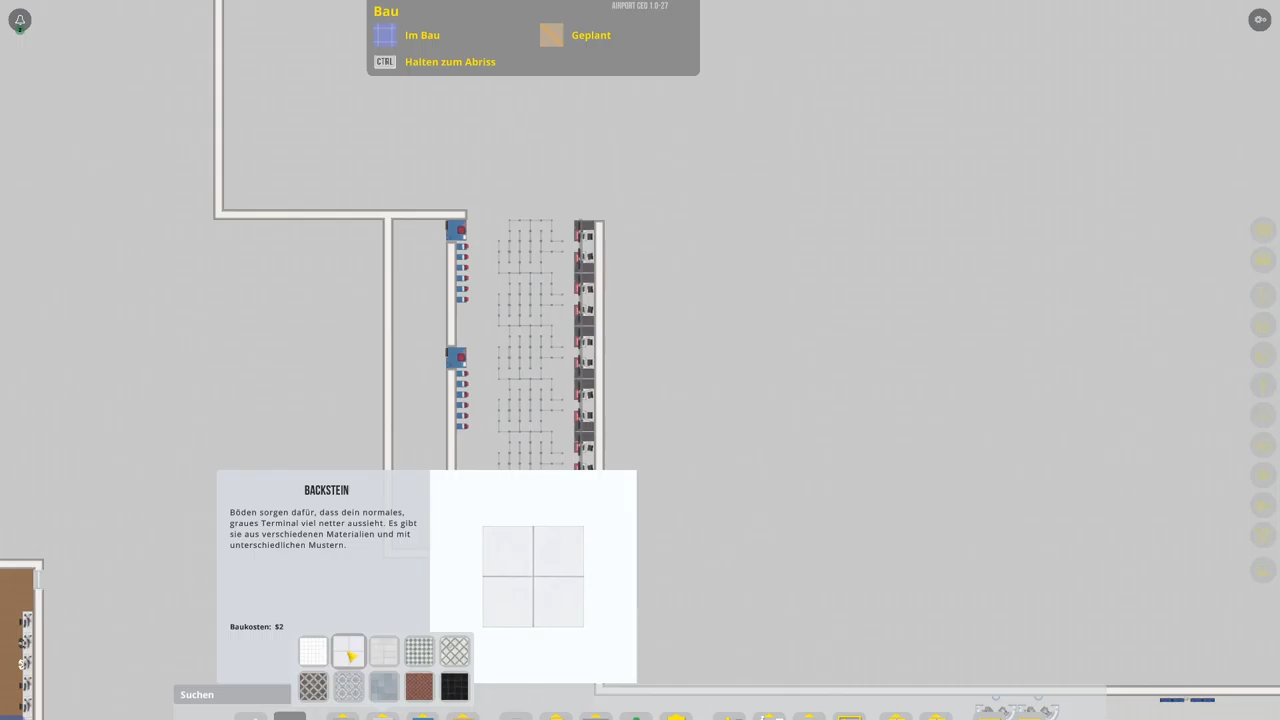 AIRPORT CEO 1.0-27
Bau
Im Bau
Geplant
CTRL
Halten zum Abriss
BACKSTEIN
Böden sorgen dafür, dass dein normales,
graues Terminal viel netter aussieht. Es gibt
sie aus verschiedenen Materialien und mit
unterschiedlichen Mustern.
Baukosten: $2
Suchen